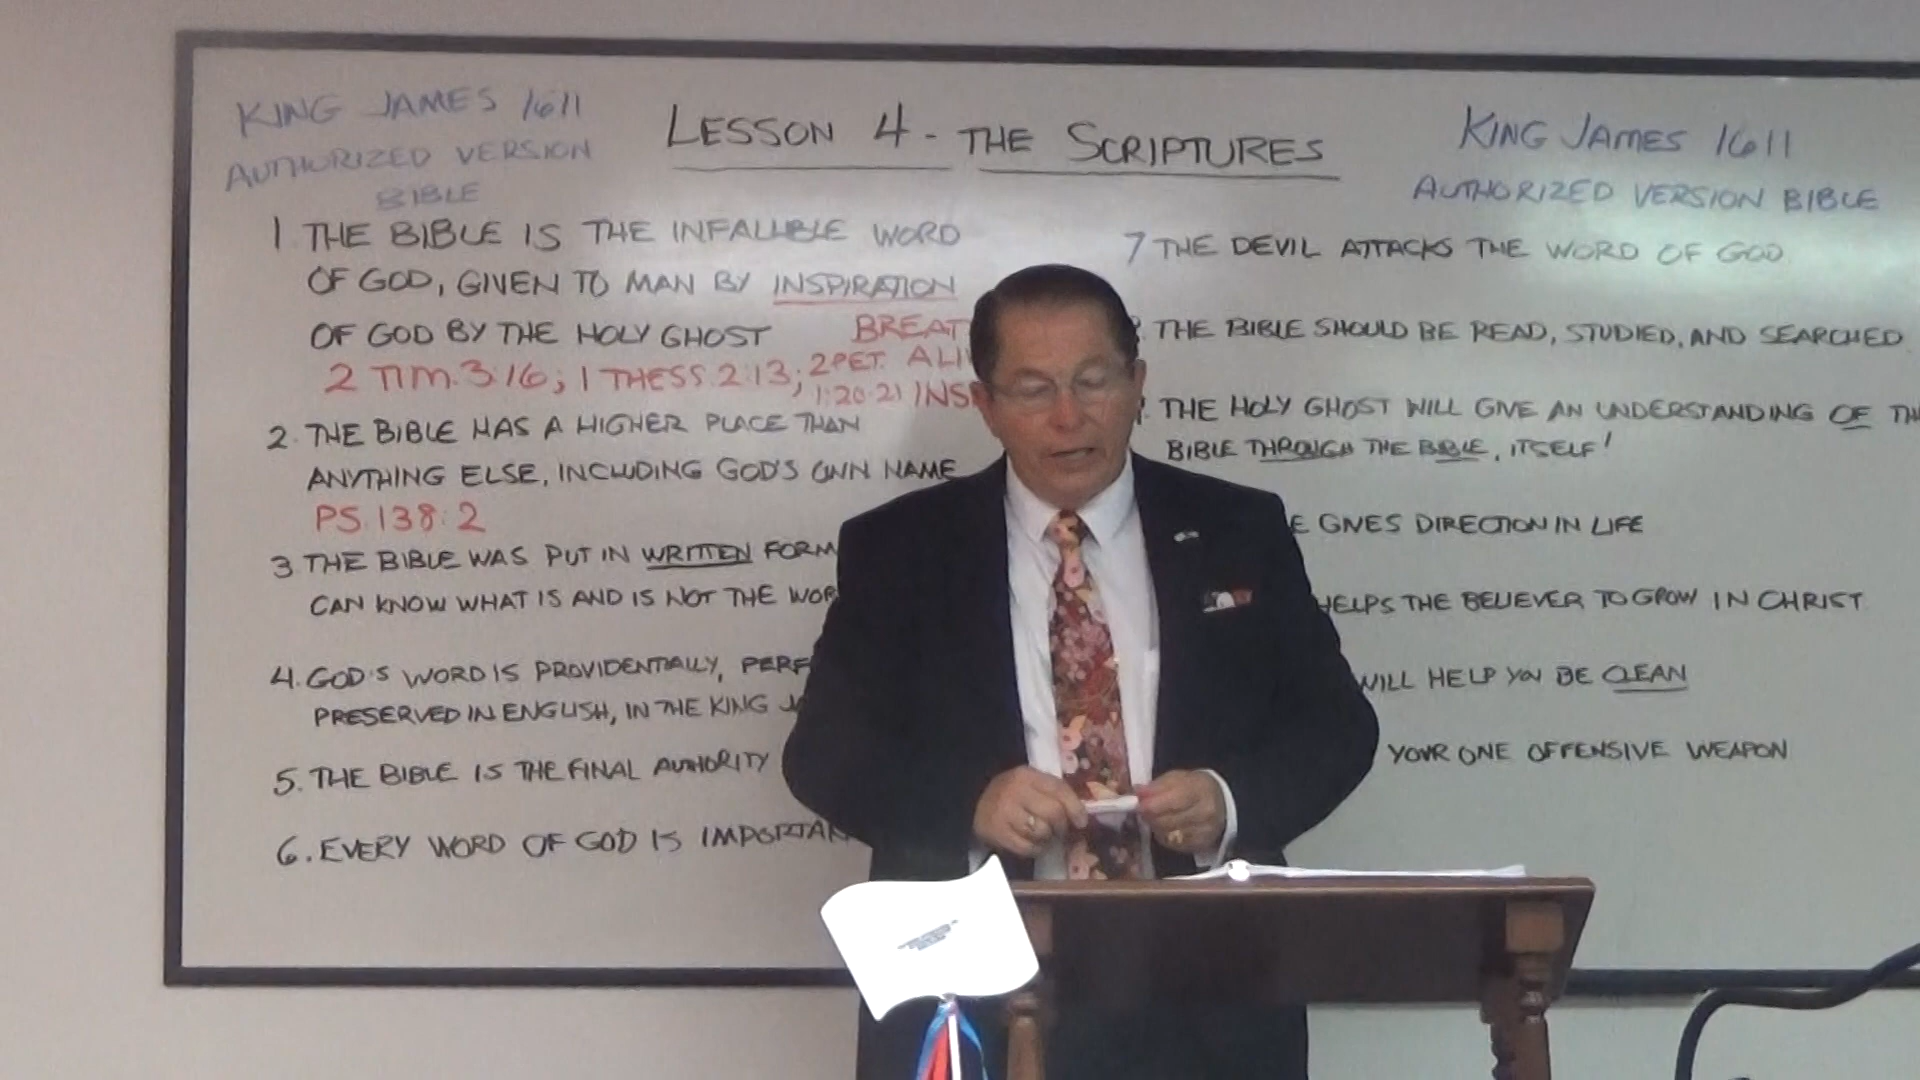 KING JAMES 1611
AUTHORIZED VERSION
BIBLE
LESSON 4 - THE SCRIPTURES
KING JAMES 1611
AUTHORIZED VERSION BIBLE
1 THE BIBLE IS THE INFALLIBLE WORD
OF GOD, GIVEN TO MAN BY INSPIRATION
OF GOD BY THE HOLY GHOST
2 TIM. 3:16; 1 THESS. 2:13; 2 PET.
1:20-21
2. THE BIBLE HAS A HIGHER PLACE THAN
ANYTHING ELSE, INCLUDING GOD'S OWN NAME
PS. 138:2
3 THE BIBLE WAS PUT IN WRITTEN FORM
CAN KNOW WHAT IS AND IS NOT THE
4. GOD'S WORD IS PROVIDENTIALLY,
PRESERVED IN ENGLISH, IN THE KING
5. THE BIBLE IS THE FINAL AUTHORITY
6. EVERY WORD OF GOD IS
7 THE DEVIL ATTACKS THE WORD OF GOD.
THE BIBLE SHOULD BE READ, STUDIED, AND SEARCHED
THE HOLY GHOST WILL GIVE AN UNDERSTANDING OF
BIBLE THROUGH THE BIBLE, ITSELF!
GIVES DIRECTION IN LIFE
HELPS THE BELIEVER TO GROW IN CHRIST
WILL HELP YOU BE CLEAN
YOUR ONE OFFENSIVE WEAPON